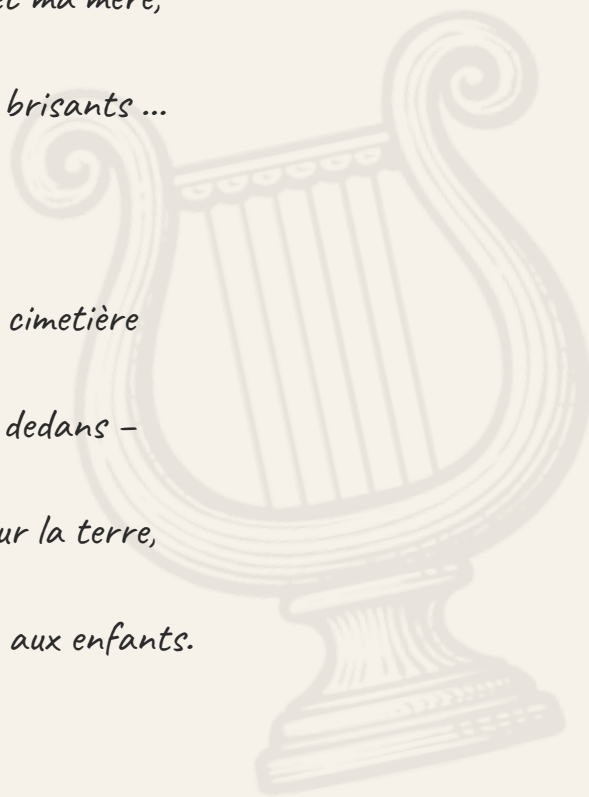 et ma mère,
brisants ...
cimetière
dedans –
ur la terre,
aux enfants.